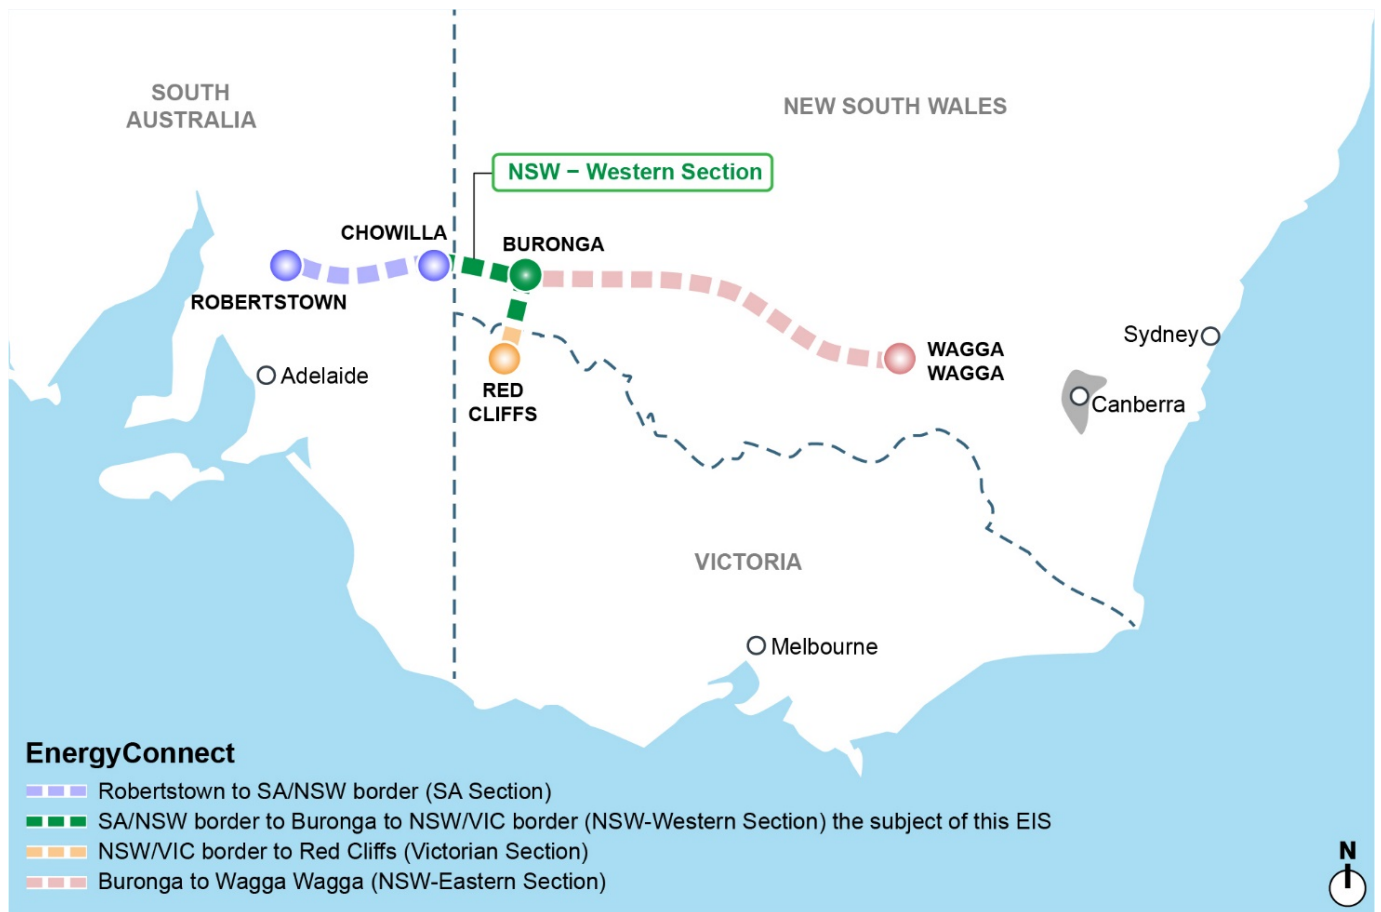 SOUTH
AUSTRALIA
NEW SOUTH WALES
NSW – Western Section
CHOWILLA
BURONGA
ROBERTSTOWN
Sydney
WAGGA
WAGGA
Adelaide
RED
CLIFFS
Canberra
VICTORIA
Melbourne
EnergyConnect
Robertstown to SA/NSW border (SA Section)
SA/NSW border to Buronga to NSW/VIC border (NSW-Western Section) the subject of this EIS
NSW/VIC border to Red Cliffs (Victorian Section)
Buronga to Wagga Wagga (NSW-Eastern Section)
N